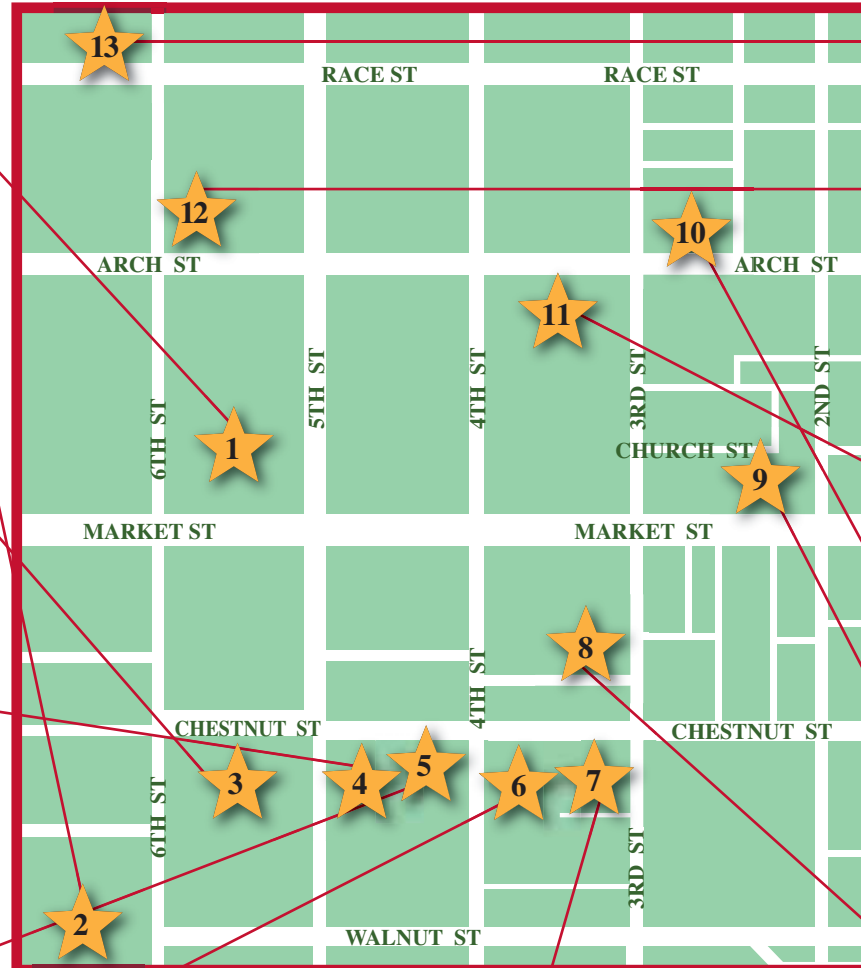 13
RACE ST
RACE ST
12
10
ARCH ST
ARCH ST
11
5TH ST
4TH ST
3RD ST
2ND ST
6TH ST
1
CHURCH ST
9
MARKET ST
MARKET ST
8
4TH ST
CHESTNUT ST
CHESTNUT ST
5
3
4
6
7
6TH ST
3RD ST
2
WALNUT ST